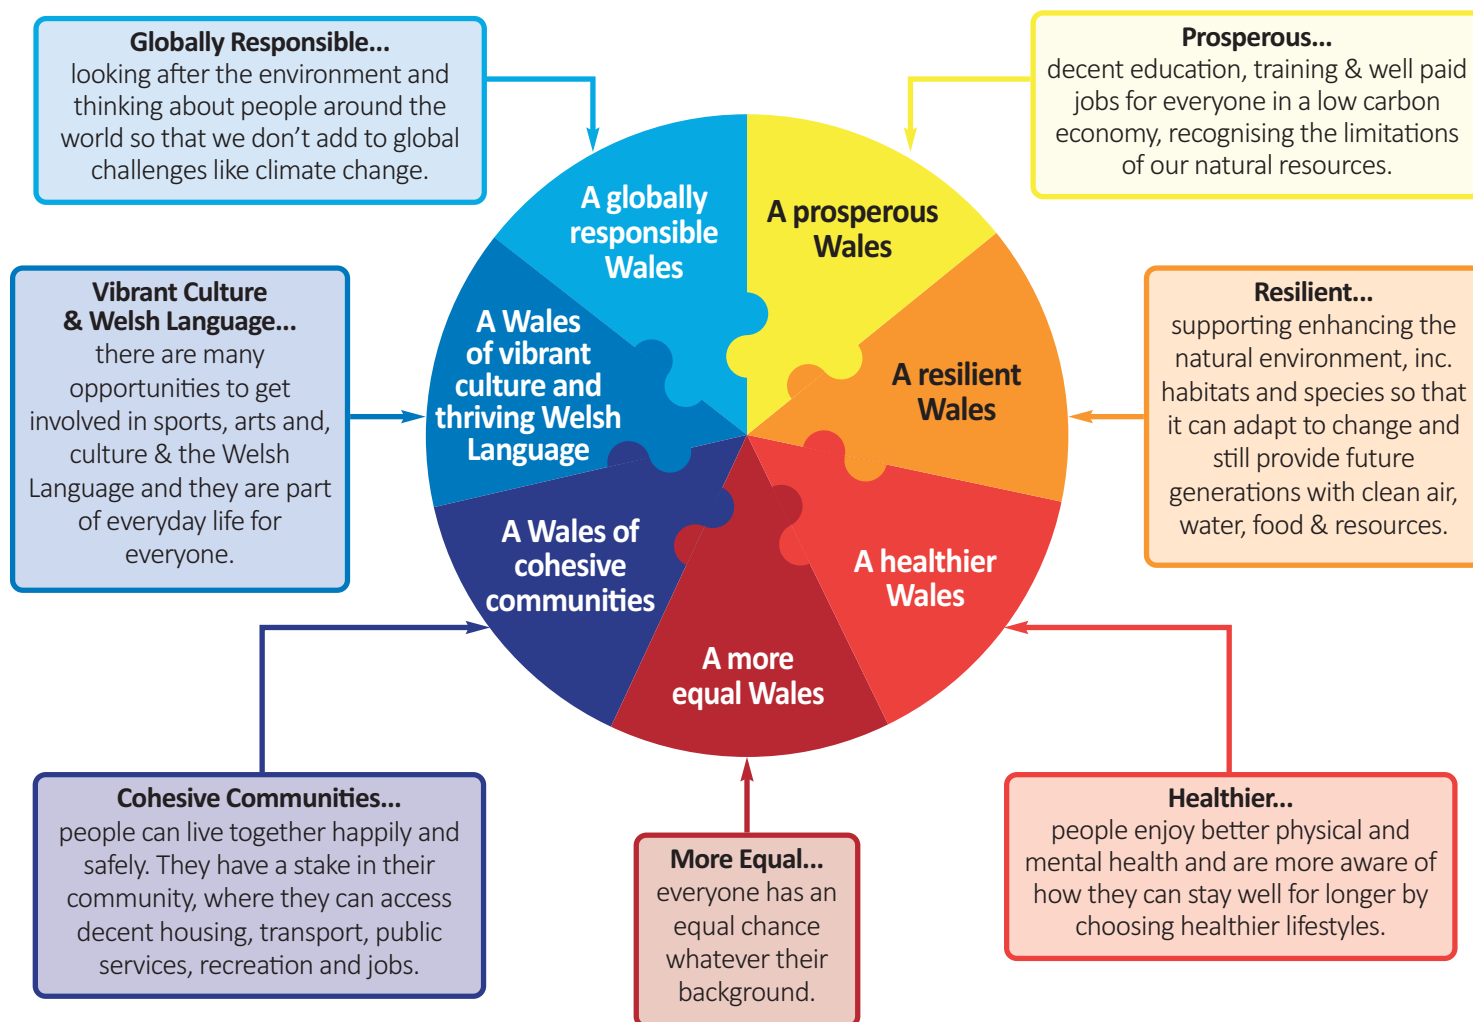 Globally Responsible...
looking after the environment and
thinking about people around the
world so that we don’t add to global
challenges like climate change.
Prosperous...
decent education, training & well paid
jobs for everyone in a low carbon
economy, recognising the limitations
of our natural resources.
A globally
responsible
Wales
A prosperous
Wales
Vibrant Culture
& Welsh Language...
there are many
opportunities to get
involved in sports, arts and,
culture & the Welsh
Language and they are part
of everyday life for
everyone.
A Wales
of vibrant
culture and
thriving Welsh
Language
A resilient
Wales
Resilient...
supporting enhancing the
natural environment, inc.
habitats and species so that
it can adapt to change and
still provide future
generations with clean air,
water, food & resources.
A Wales of
cohesive
communities
A healthier
Wales
A more
equal Wales
Cohesive Communities...
people can live together happily and
safely. They have a stake in their
community, where they can access
decent housing, transport, public
services, recreation and jobs.
More Equal...
everyone has an
equal chance
whatever their
background.
Healthier...
people enjoy better physical and
mental health and are more aware of
how they can stay well for longer by
choosing healthier lifestyles.